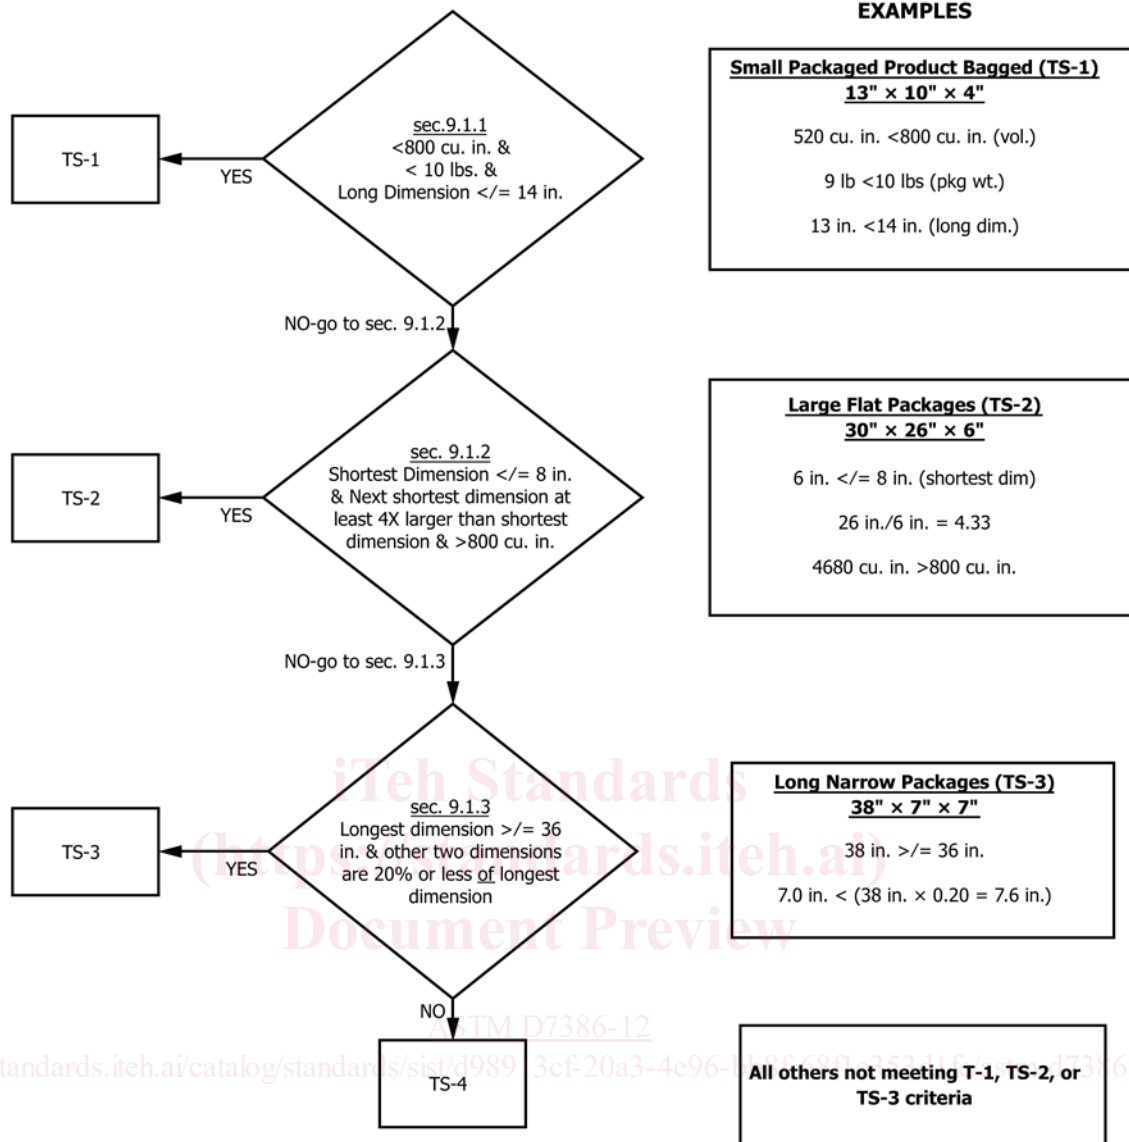 EXAMPLES
sec.9.1.1
<800 cu. in. &
< 10 lbs. &
Long Dimension </= 14 in.
TS-1
YES
Small Packaged Product Bagged (TS-1)
13" × 10" × 4"
520 cu. in. <800 cu. in. (vol.)
9 lb <10 lbs (pkg wt.)
13 in. <14 in. (long dim.)
NO-go to sec. 9.1.2
sec. 9.1.2
Shortest Dimension </= 8 in.
& Next shortest dimension at
least 4X larger than shortest
dimension & >800 cu. in.
TS-2
YES
Large Flat Packages (TS-2)
30" × 26" × 6"
6 in. </= 8 in. (shortest dim)
26 in./6 in. = 4.33
4680 cu. in. >800 cu. in.
NO-go to sec. 9.1.3
sec. 9.1.3
Longest dimension >/= 36
in. & other two dimensions
are 20% or less of longest
dimension
TS-3
YES
Long Narrow Packages (TS-3)
38" × 7" × 7"
38 in. >/= 36 in.
7.0 in. < (38 in. × 0.20 = 7.6 in.)
NO
TS-4
All others not meeting T-1, TS-2, or
TS-3 criteria
iTeh Standards
(https://standards.iteh.ai)
Document Preview
ASTM D7386-12